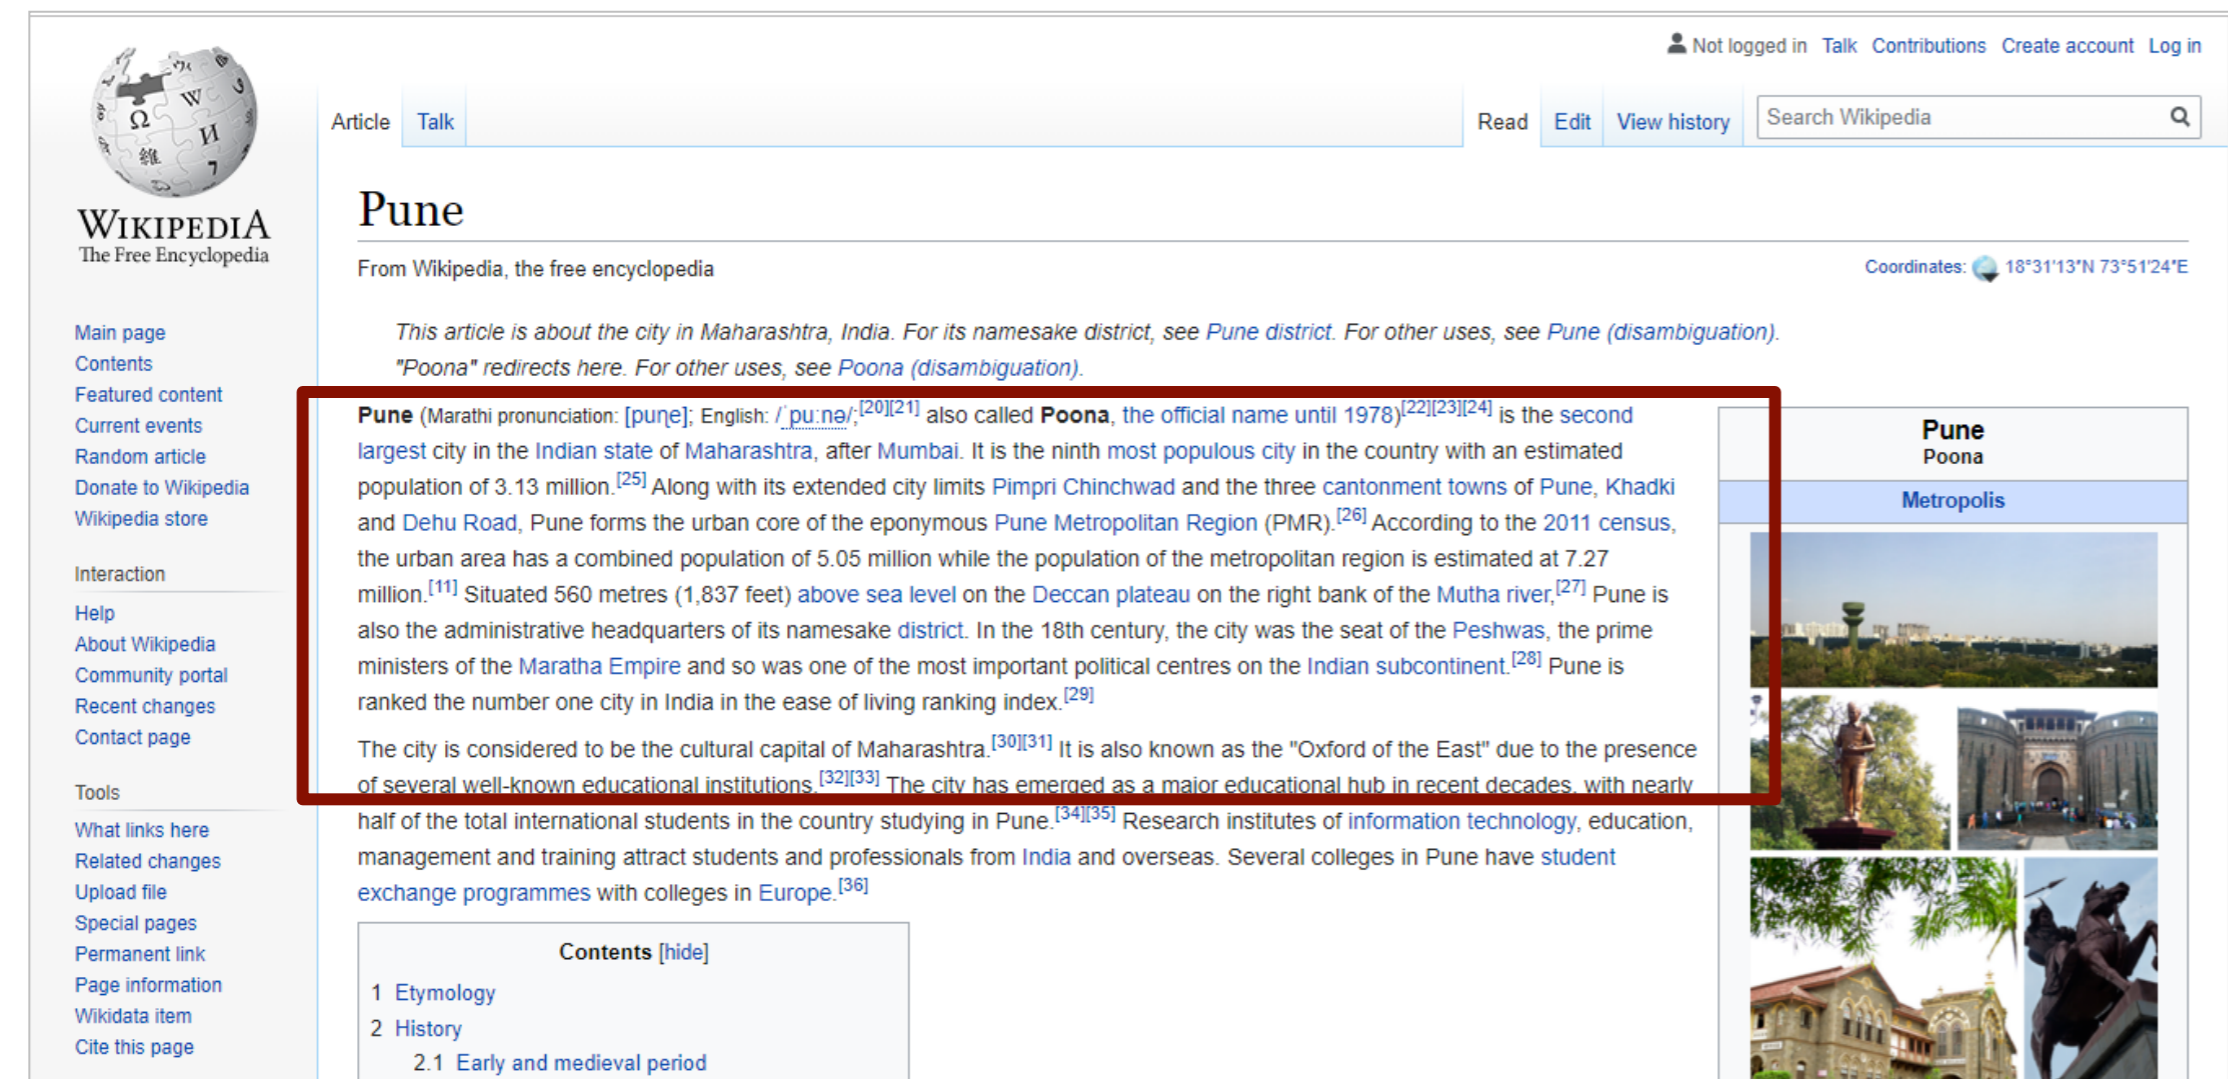 Not logged in Talk Contributions Create account Log in
Article Talk
Read Edit View history Search Wikipedia
WIKIPEDIA
The Free Encyclopedia
Main page
Contents
Featured content
Current events
Random article
Donate to Wikipedia
Wikipedia store
Interaction
Help
About Wikipedia
Community portal
Recent changes
Contact page
Tools
What links here
Related changes
Upload file
Special pages
Permanent link
Page information
Wikidata item
Cite this page
Pune
From Wikipedia, the free encyclopedia
Coordinates: 18°31′13″N 73°51′24″E
This article is about the city in Maharashtra, India. For its namesake district, see Pune district. For other uses, see Pune (disambiguation).
"Poona" redirects here. For other uses, see Poona (disambiguation).
Pune (Marathi pronunciation: [puɳe]; English: /ˈpuːnə/;[20][21] also called Poona, the official name until 1978)[22][23][24] is the second
largest city in the Indian state of Maharashtra, after Mumbai. It is the ninth most populous city in the country with an estimated
population of 3.13 million.[25] Along with its extended city limits Pimpri Chinchwad and the three cantonment towns of Pune, Khadki
and Dehu Road, Pune forms the urban core of the eponymous Pune Metropolitan Region (PMR).[26] According to the 2011 census,
the urban area has a combined population of 5.05 million while the population of the metropolitan region is estimated at 7.27
million.[11] Situated 560 metres (1,837 feet) above sea level on the Deccan plateau on the right bank of the Mutha river,[27] Pune is
also the administrative headquarters of its namesake district. In the 18th century, the city was the seat of the Peshwas, the prime
ministers of the Maratha Empire and so was one of the most important political centres on the Indian subcontinent.[28] Pune is
ranked the number one city in India in the ease of living ranking index.[29]
The city is considered to be the cultural capital of Maharashtra.[30][31] It is also known as the "Oxford of the East" due to the presence
of several well-known educational institutions.[32][33] The city has emerged as a major educational hub in recent decades, with nearly
half of the total international students in the country studying in Pune.[34][35] Research institutes of information technology, education,
management and training attract students and professionals from India and overseas. Several colleges in Pune have student
exchange programmes with colleges in Europe.[36]
Contents [hide]
1 Etymology
2 History
2.1 Early and medieval period
Pune
Poona
Metropolis